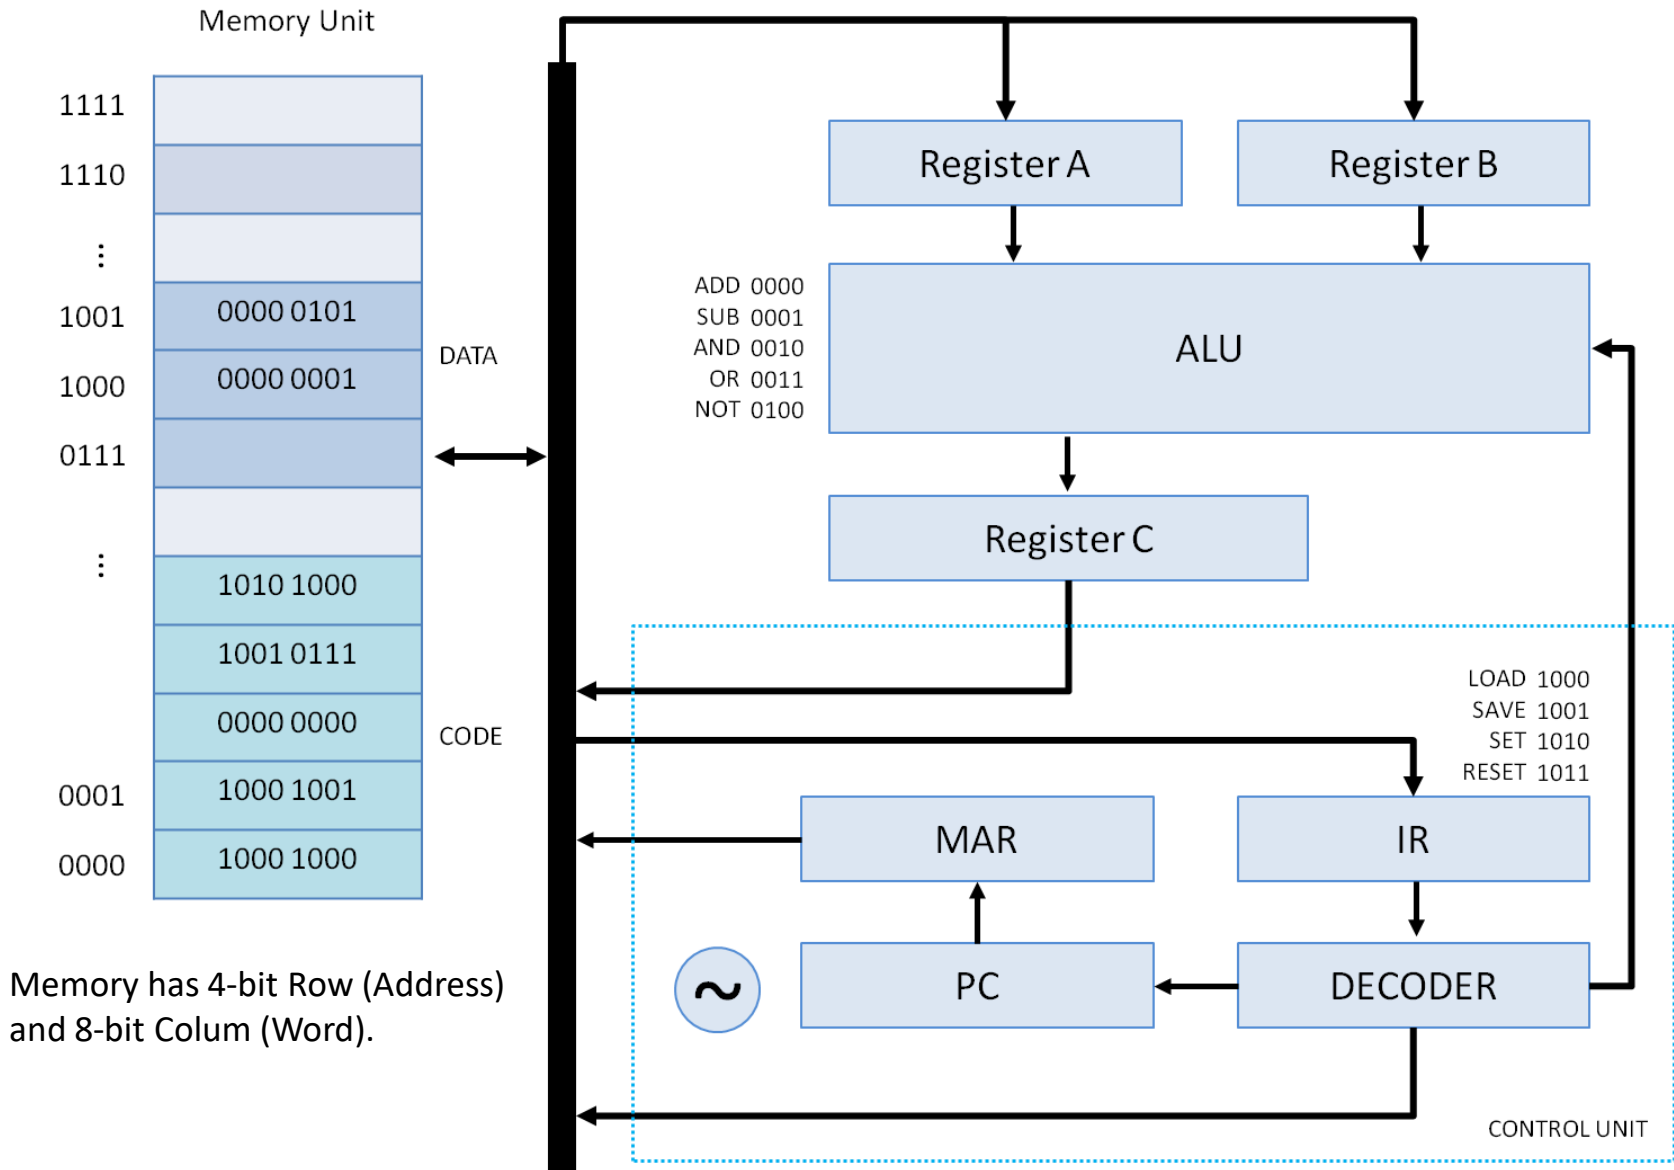 Memory Unit
1111
1110
⋮
1001 0000 0101
1000 0000 0001
0111
DATA
⋮
1010 1000
1001 0111
0000 0000
CODE
0001 1000 1001
0000 1000 1000
Memory has 4-bit Row (Address)
and 8-bit Colum (Word).
Register A
Register B
ADD 0000
SUB 0001
AND 0010
OR 0011
NOT 0100
ALU
Register C
LOAD 1000
SAVE 1001
SET 1010
RESET 1011
MAR
IR
~
PC
DECODER
CONTROL UNIT